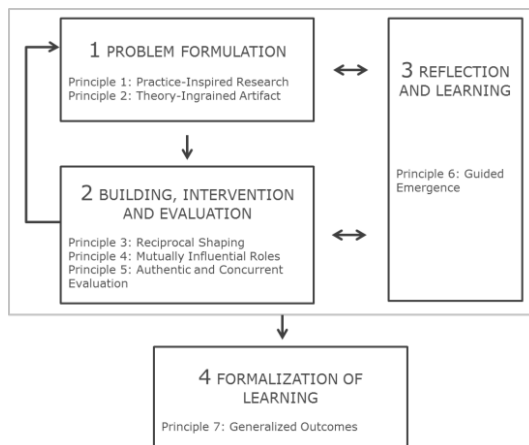 1 PROBLEM FORMULATION
Principle 1: Practice-Inspired Research
Principle 2: Theory-Ingrained Artifact
2 BUILDING, INTERVENTION
AND EVALUATION
Principle 3: Reciprocal Shaping
Principle 4: Mutually Influential Roles
Principle 5: Authentic and Concurrent
Evaluation
3 REFLECTION
AND LEARNING
Principle 6: Guided
Emergence
4 FORMALIZATION OF
LEARNING
Principle 7: Generalized Outcomes